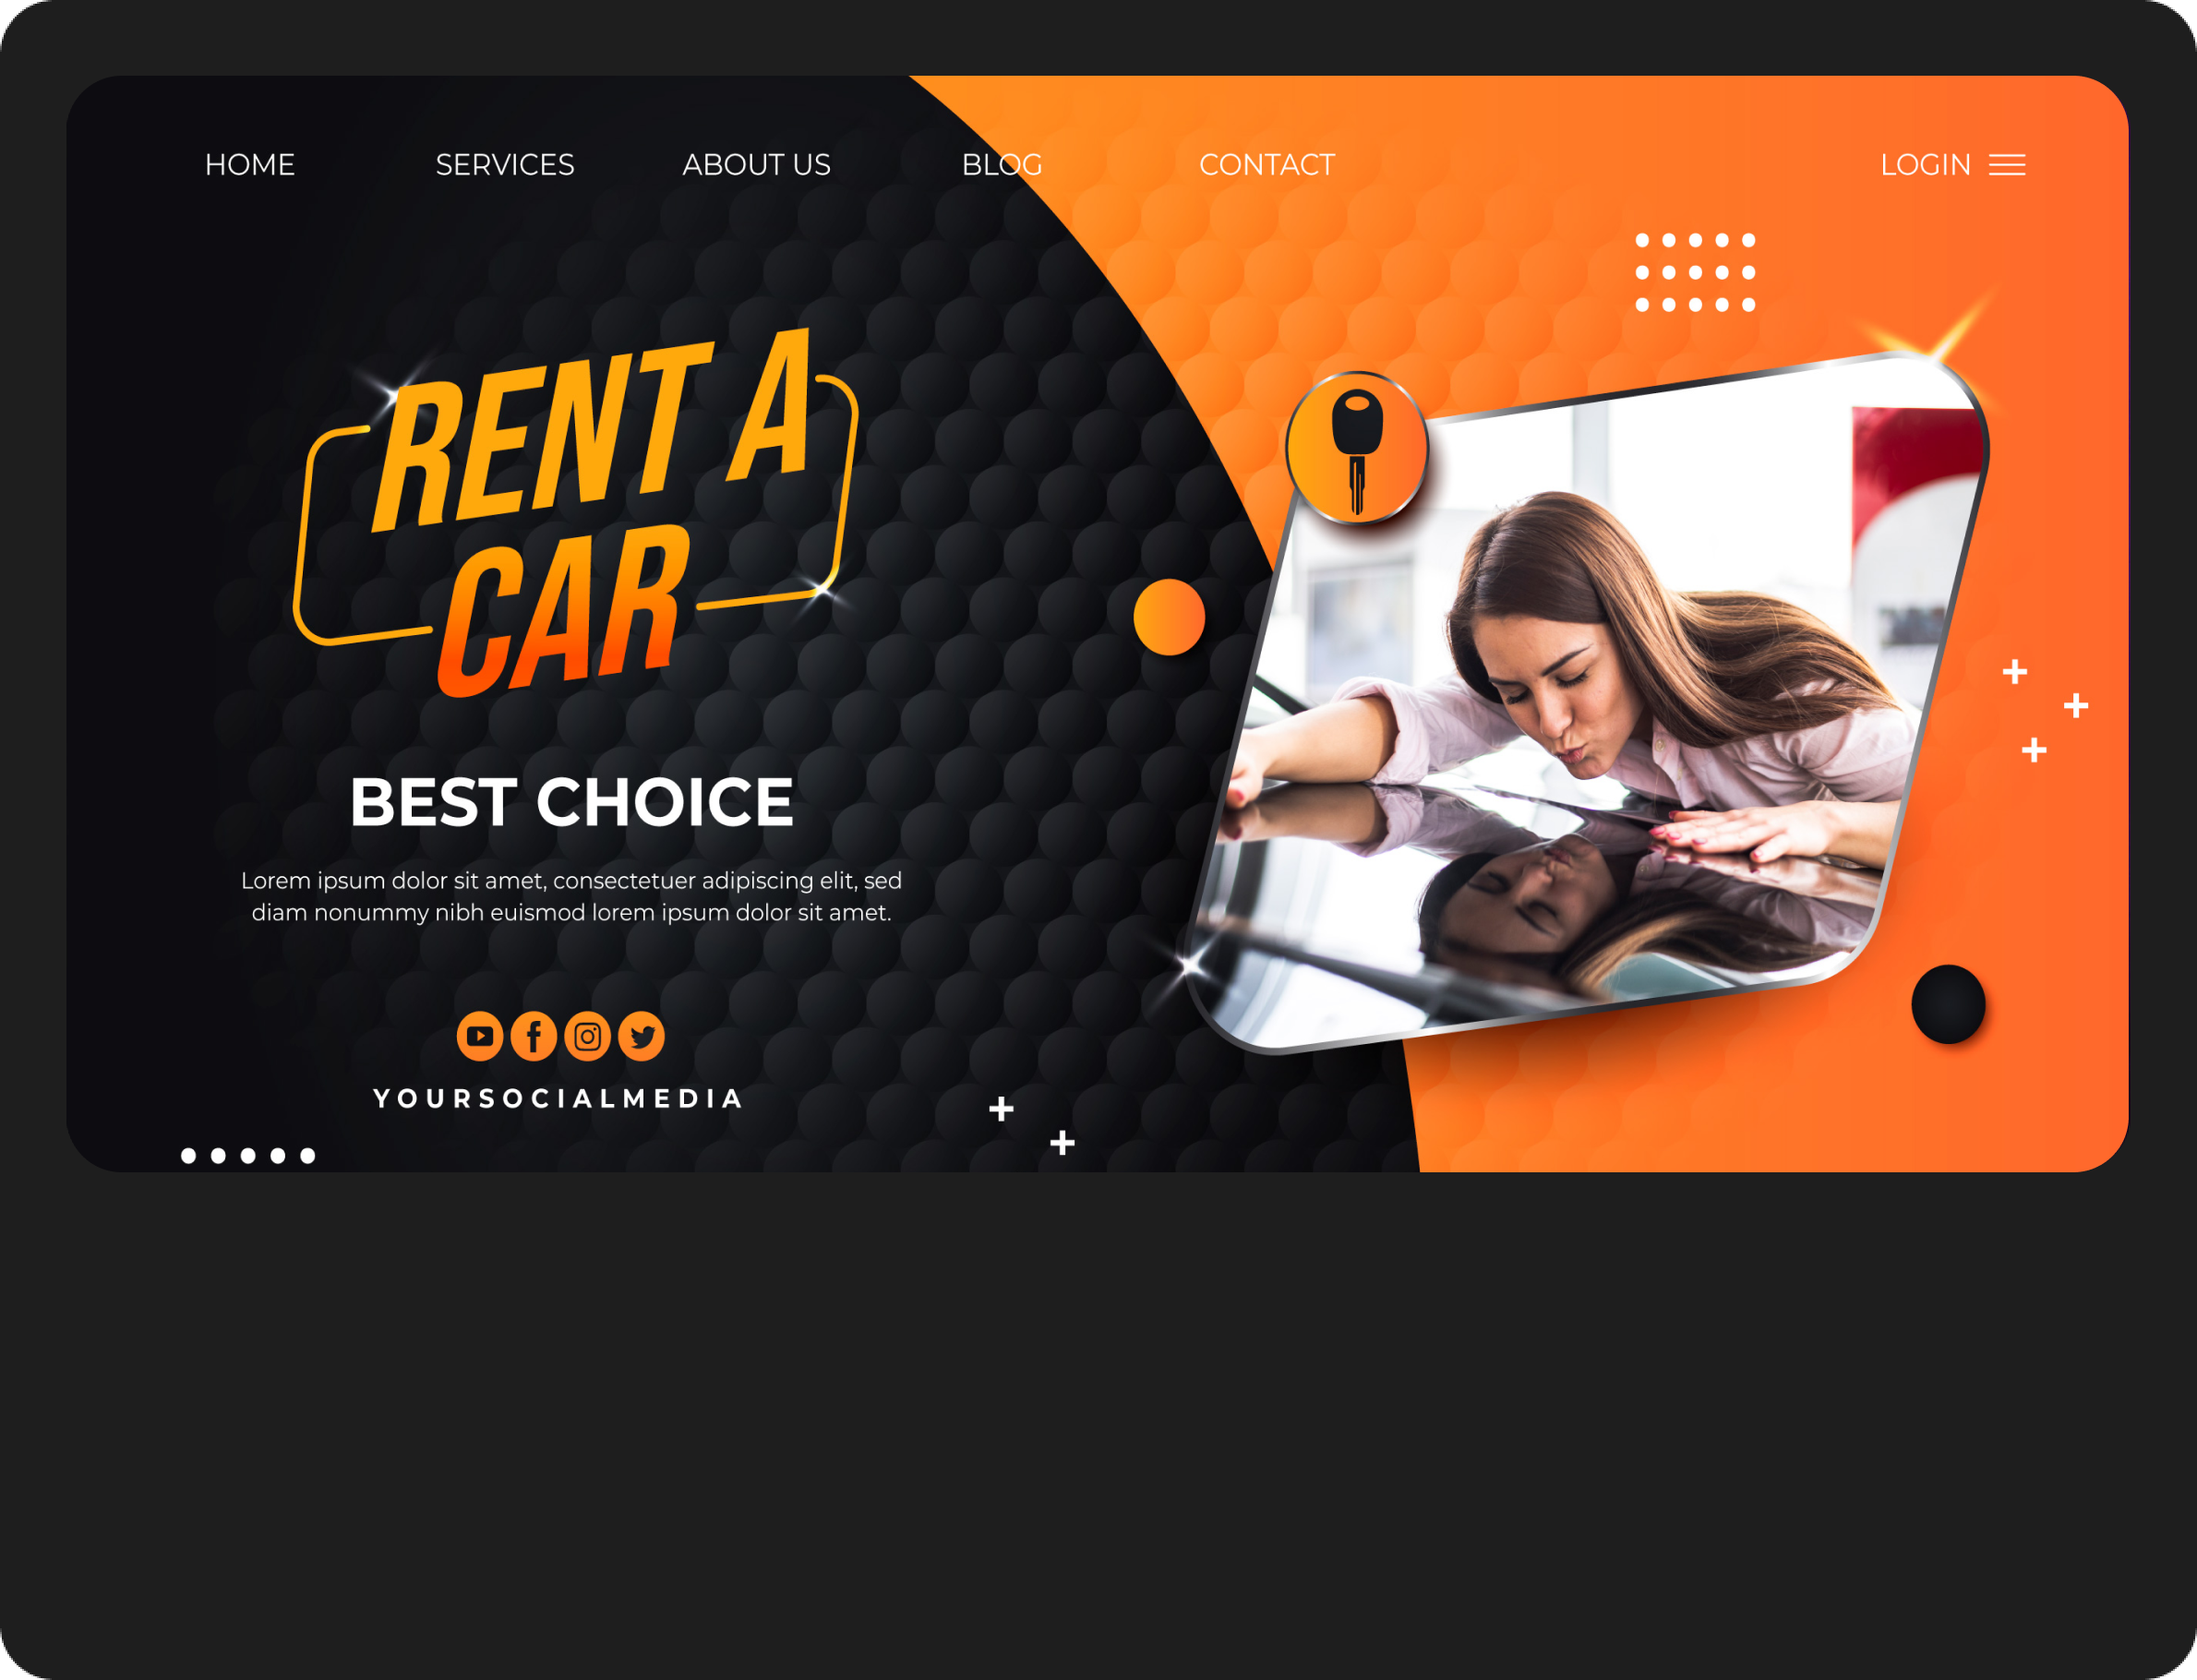 HOME SERVICES ABOUT US BLOG CONTACT LOGIN
RENT A
CAR
BEST CHOICE
Lorem ipsum dolor sit amet, consectetuer adipiscing elit, sed
diam nonummy nibh euismod lorem ipsum dolor sit amet.
YOURSOCIALMEDIA